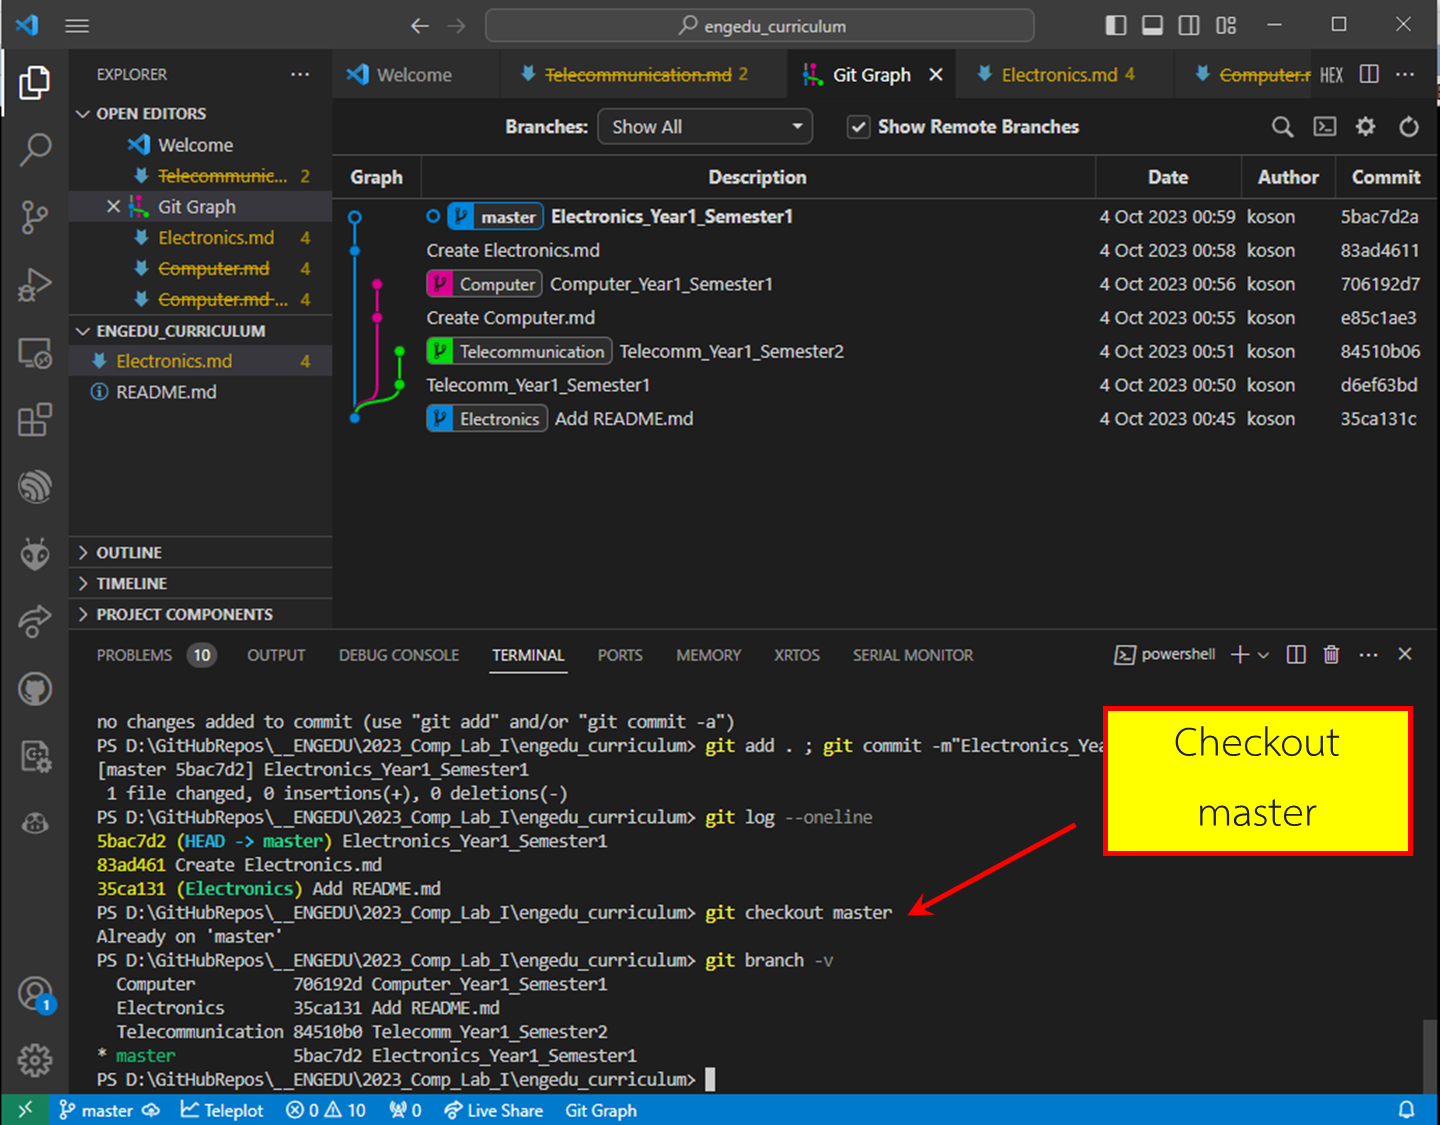 engedu_curriculum
EXPLORER
Welcome
Telecommunication.md 2
Git Graph
Electronics.md 4
Computer.r
HEX
OPEN EDITORS
Welcome
Telecommunic... 2
Git Graph
Electronics.md 4
Computer.md 4
Computer.md ... 4
ENGEDU_CURRICULUM
Electronics.md 4
README.md
OUTLINE
TIMELINE
PROJECT COMPONENTS
Branches: Show All Show Remote Branches
Graph Description Date Author Commit
master Electronics_Year1_Semester1 4 Oct 2023 00:59 koson 5bac7d2a
Create Electronics.md 4 Oct 2023 00:58 koson 83ad4611
Computer Computer_Year1_Semester1 4 Oct 2023 00:56 koson 706192d7
Create Computer.md 4 Oct 2023 00:55 koson e85c1ae3
Telecommunication Telecomm_Year1_Semester2 4 Oct 2023 00:51 koson 84510b06
Telecomm_Year1_Semester1 4 Oct 2023 00:50 koson d6ef63bd
Electronics Add README.md 4 Oct 2023 00:45 koson 35ca131c
PROBLEMS 10 OUTPUT DEBUG CONSOLE TERMINAL PORTS MEMORY XRTOS SERIAL MONITOR
powershell
no changes added to commit (use "git add" and/or "git commit -a")
PS D:\GitHubRepos\__ENGEDU\2023_Comp_Lab_I\engedu_curriculum> git add . ; git commit -m"Electronics_Yea
[master 5bac7d2] Electronics_Year1_Semester1
1 file changed, 0 insertions(+), 0 deletions(-)
PS D:\GitHubRepos\__ENGEDU\2023_Comp_Lab_I\engedu_curriculum> git log --oneline
5bac7d2 (HEAD -> master) Electronics_Year1_Semester1
83ad461 Create Electronics.md
35ca131 (Electronics) Add README.md
PS D:\GitHubRepos\__ENGEDU\2023_Comp_Lab_I\engedu_curriculum> git checkout master
Already on 'master'
PS D:\GitHubRepos\__ENGEDU\2023_Comp_Lab_I\engedu_curriculum> git branch -v
Computer 706192d Computer_Year1_Semester1
Electronics 35ca131 Add README.md
Telecommunication 84510b0 Telecomm_Year1_Semester2
* master 5bac7d2 Electronics_Year1_Semester1
PS D:\GitHubRepos\__ENGEDU\2023_Comp_Lab_I\engedu_curriculum>
Checkout
master
1
master Teleplot 0 10 0 Live Share Git Graph